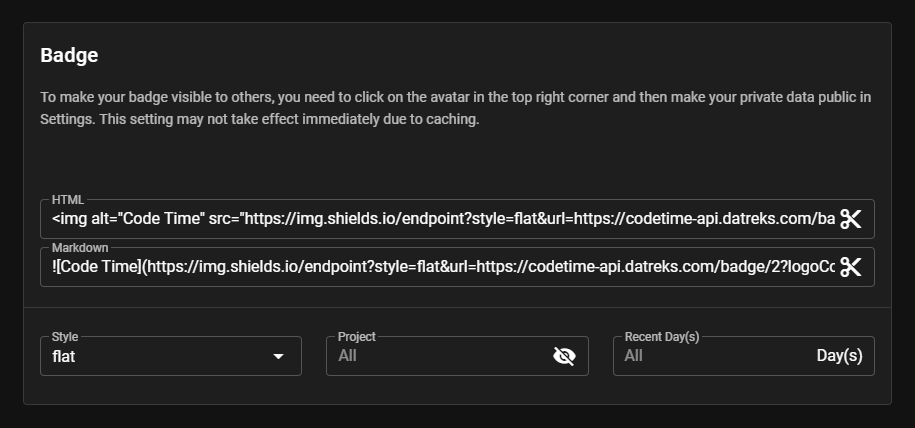 Badge
To make your badge visible to others, you need to click on the avatar in the top right corner and then make your private data public in
Settings. This setting may not take effect immediately due to caching.
HTML
<img alt="Code Time" src="https://img.shields.io/endpoint?style=flat&url=https://codetime-api.datreks.com/ba
Markdown
![Code Time](https://img.shields.io/endpoint?style=flat&url=https://codetime-api.datreks.com/badge/2?logoCo
Style
flat
Project
All
Recent Day(s)
All Day(s)